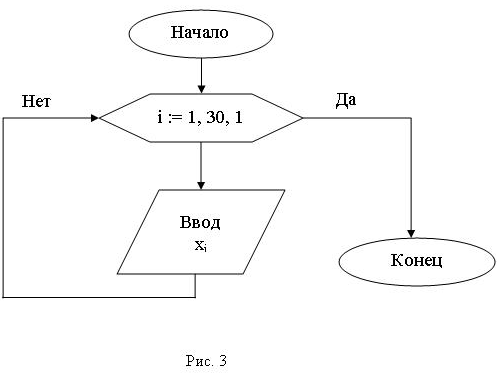 Начало
Нет
Да
i := 1, 30, 1
Ввод
xi
Конец
Рис. 3